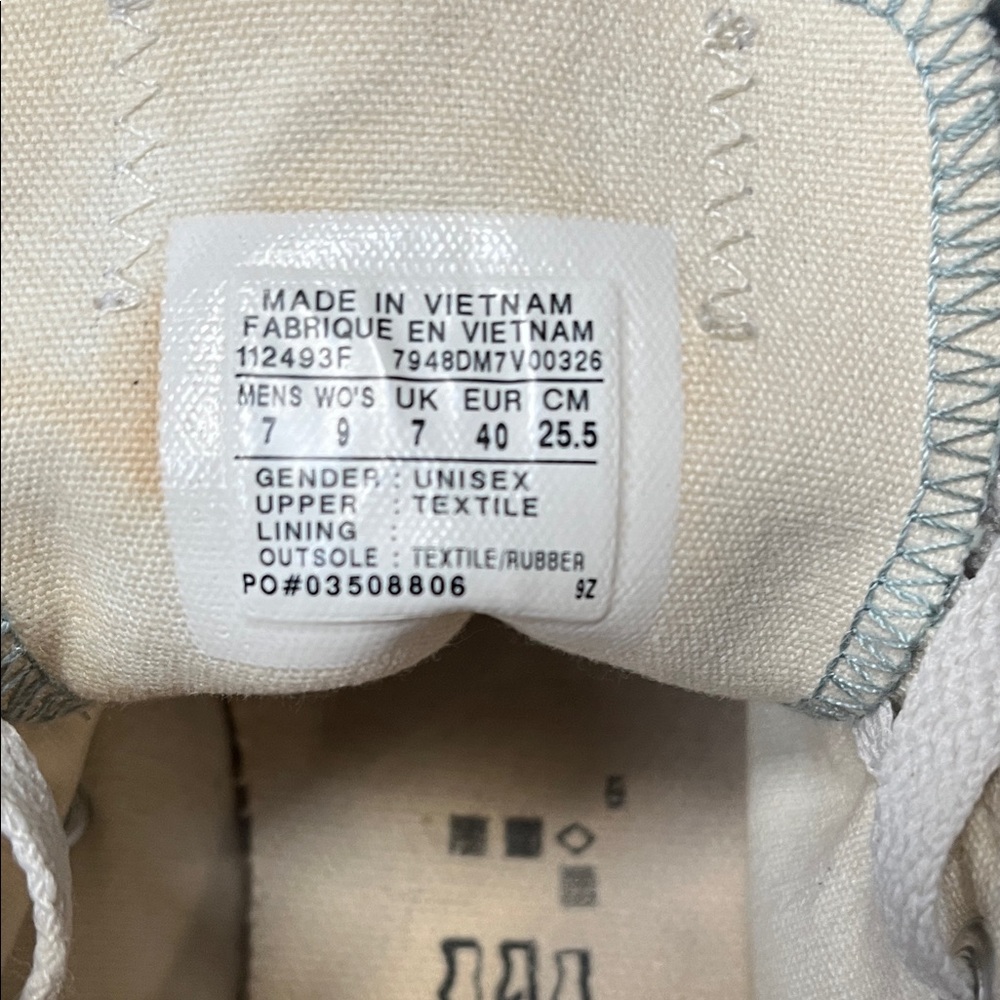 MADE IN VIETNAM
FABRIQUE EN VIETNAM
112493F 7948DM7V00326
MENS WO'S UK EUR CM
7 9 7 40 25.5
GENDER : UNISEX
UPPER : TEXTILE
LINING :
OUTSOLE : TEXTILE/RUBBER
PO#03508806 9Z